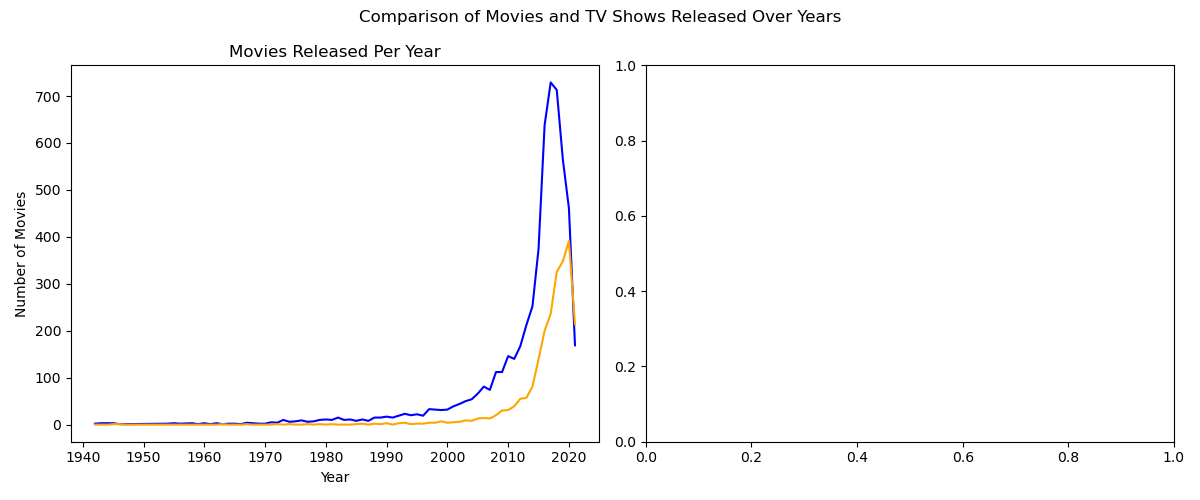 Comparison of Movies and TV Shows Released Over Years
Movies Released Per Year
Number of Movies
700
600
500
400
300
200
100
0
1940 1950 1960 1970 1980 1990 2000 2010 2020
Year
1.0
0.8
0.6
0.4
0.2
0.0
0.0 0.2 0.4 0.6 0.8 1.0